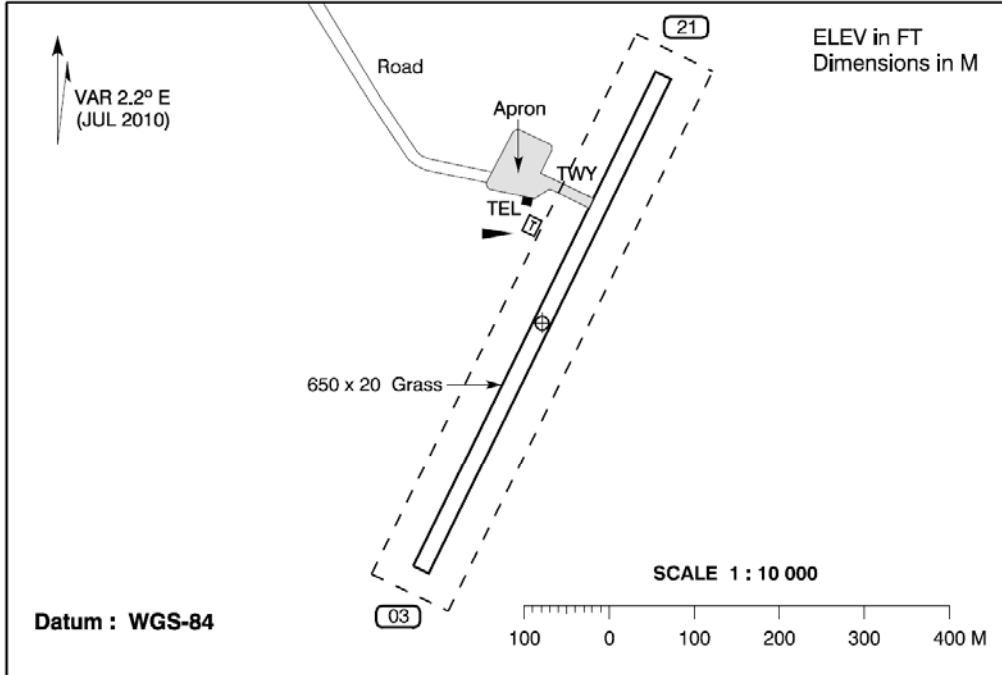 21
ELEV in FT
Dimensions in M
Road
VAR 2.2º E
(JUL 2010)
Apron
TWY
TEL
T
650 x 20 Grass
SCALE 1 : 10 000
03
Datum : WGS-84
100 0 100 200 300 400 M